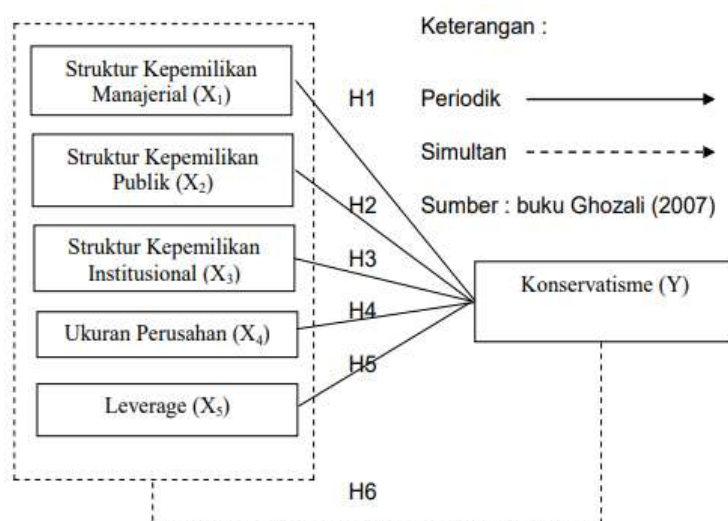 Keterangan :
Struktur Kepemilikan
Manajerial (X₁)
H1
Periodik
Struktur Kepemilikan
Publik (X₂)
Simultan
H2
Sumber : buku Ghozali (2007)
Struktur Kepemilikan
Institusional (X₃)
H3
Konservatisme (Y)
Ukuran Perusahan (X₄)
H4
H5
Leverage (X₅)
H6